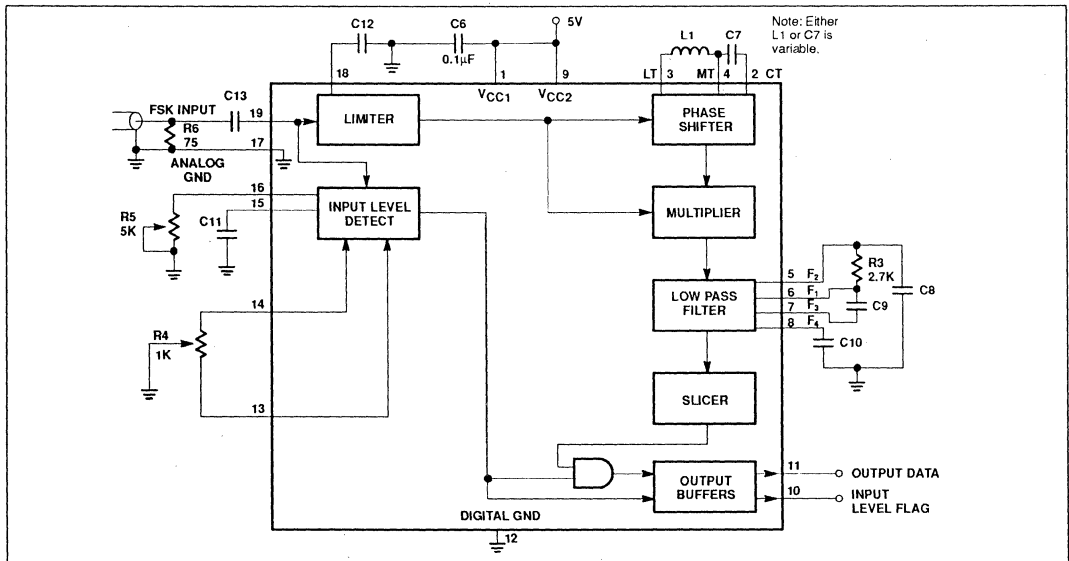 C12
C6
0.1µF
5V
L1
C7
Note: Either
L1 or C7 is
variable.
18
1
9
LT 3
MT 4
2 CT
VCC1
VCC2
FSK INPUT
C13
19
R6
75
17
ANALOG
GND
LIMITER
PHASE
SHIFTER
16
15
R5
5K
C11
INPUT LEVEL
DETECT
MULTIPLIER
5 F2
6 F1
7 F3
8 F4
R3
2.7K
C9
C8
C10
LOW PASS
FILTER
14
R4
1K
13
SLICER
OUTPUT
BUFFERS
11
OUTPUT DATA
10
INPUT
LEVEL FLAG
DIGITAL GND
12